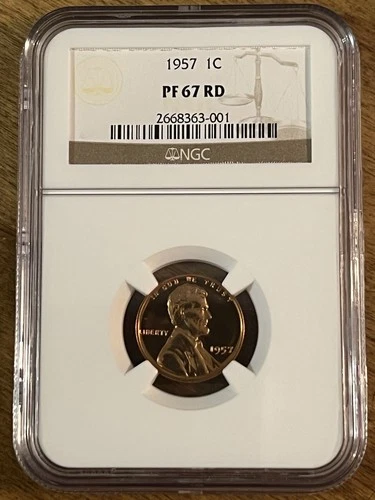 1957 1C
PF 67 RD
2668363-001
NGC
IN GOD WE TRUST
LIBERTY
1957